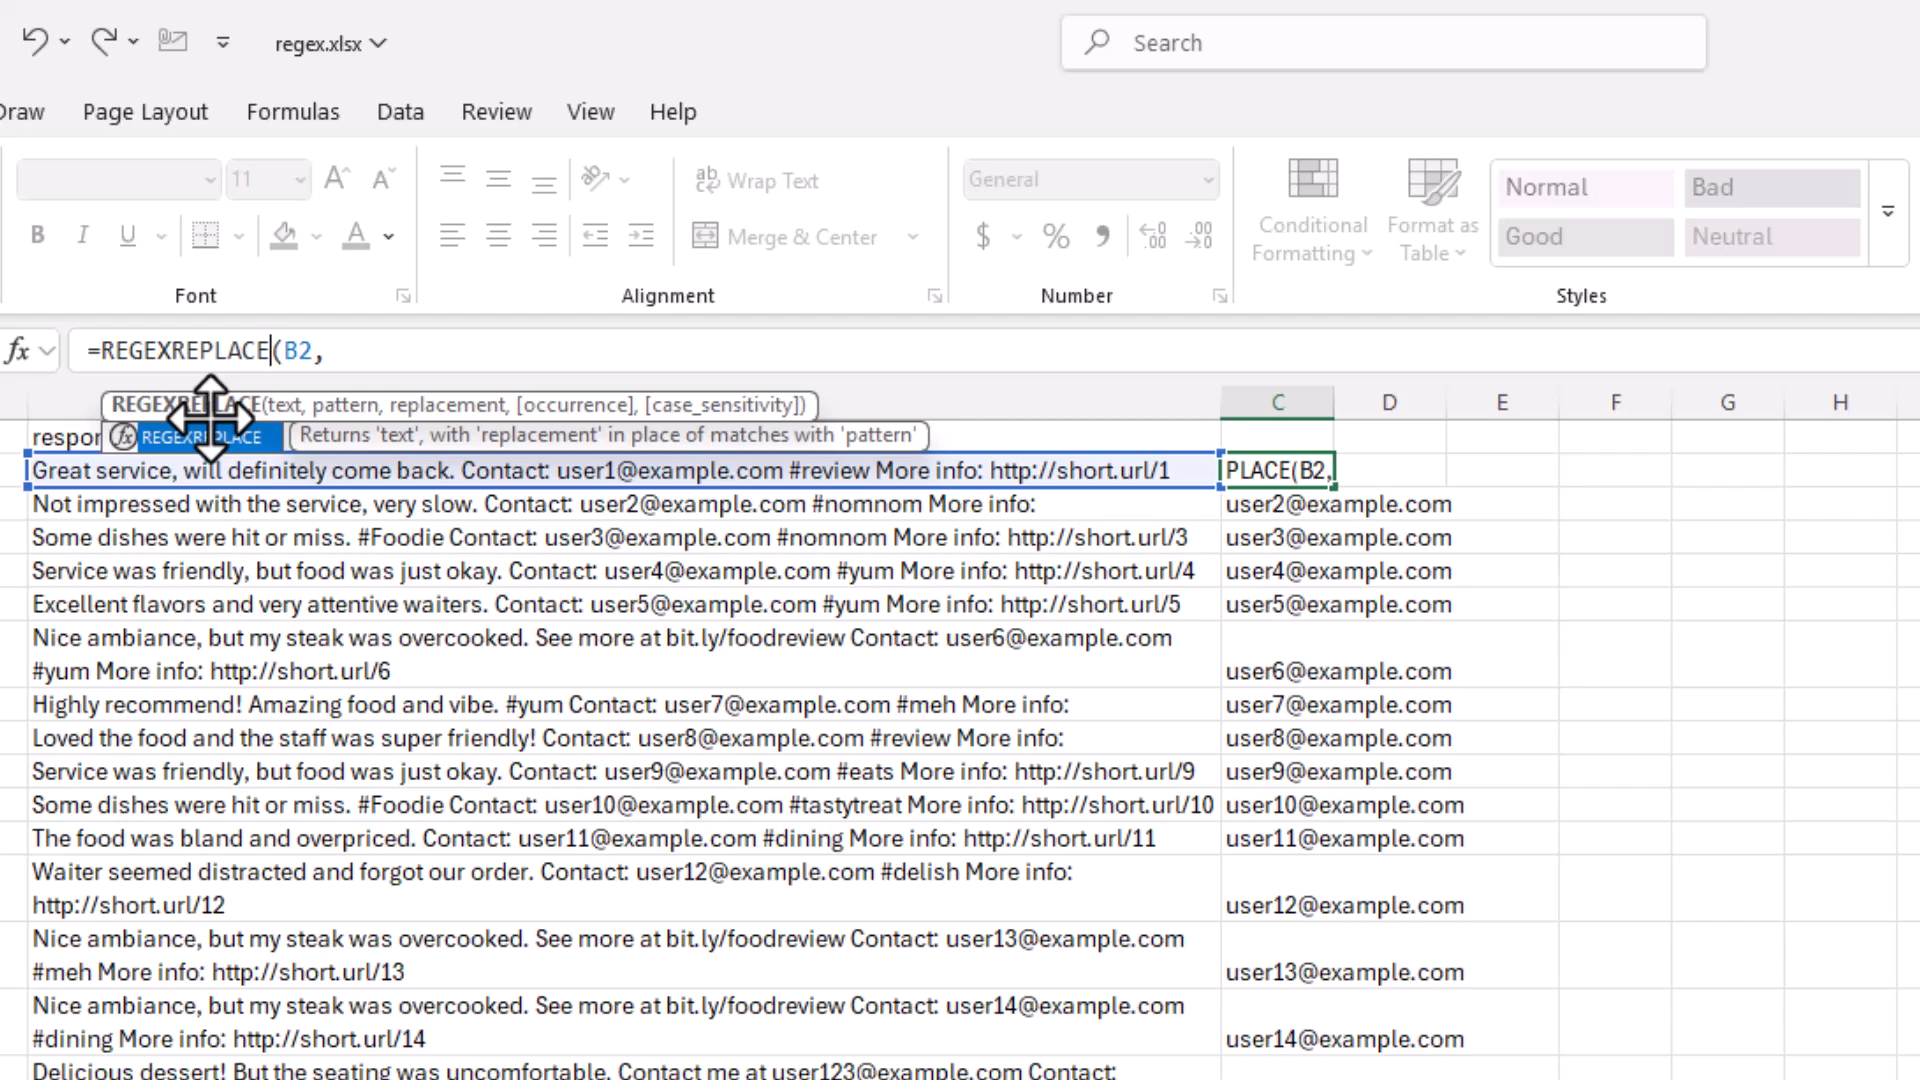 regex.xlsx
Search
Draw Page Layout Formulas Data Review View Help
11
Wrap Text
General
Conditional Formatting
Format as Table
Normal
Bad
Good
Neutral
B I U
Merge & Center
$ % ,
Font
Alignment
Number
Styles
fx
=REGEXREPLACE(B2,
REGEXREPLACE(text, pattern, replacement, [occurrence], [case_sensitivity])
C D E F G H
respon
REGEXREPLACE
Returns 'text', with 'replacement' in place of matches with 'pattern'
Great service, will definitely come back. Contact: user1@example.com #review More info: http://short.url/1 PLACE(B2,
Not impressed with the service, very slow. Contact: user2@example.com #nomnom More info: user2@example.com
Some dishes were hit or miss. #Foodie Contact: user3@example.com #nomnom More info: http://short.url/3 user3@example.com
Service was friendly, but food was just okay. Contact: user4@example.com #yum More info: http://short.url/4 user4@example.com
Excellent flavors and very attentive waiters. Contact: user5@example.com #yum More info: http://short.url/5 user5@example.com
Nice ambiance, but my steak was overcooked. See more at bit.ly/foodreview Contact: user6@example.com
#yum More info: http://short.url/6 user6@example.com
Highly recommend! Amazing food and vibe. #yum Contact: user7@example.com #meh More info: user7@example.com
Loved the food and the staff was super friendly! Contact: user8@example.com #review More info: user8@example.com
Service was friendly, but food was just okay. Contact: user9@example.com #eats More info: http://short.url/9 user9@example.com
Some dishes were hit or miss. #Foodie Contact: user10@example.com #tastytreat More info: http://short.url/10 user10@example.com
The food was bland and overpriced. Contact: user11@example.com #dining More info: http://short.url/11 user11@example.com
Waiter seemed distracted and forgot our order. Contact: user12@example.com #delish More info:
http://short.url/12 user12@example.com
Nice ambiance, but my steak was overcooked. See more at bit.ly/foodreview Contact: user13@example.com
#meh More info: http://short.url/13 user13@example.com
Nice ambiance, but my steak was overcooked. See more at bit.ly/foodreview Contact: user14@example.com
#dining More info: http://short.url/14 user14@example.com
Delicious dessert! But the seating was uncomfortable. Contact me at user123@example.com Contact: